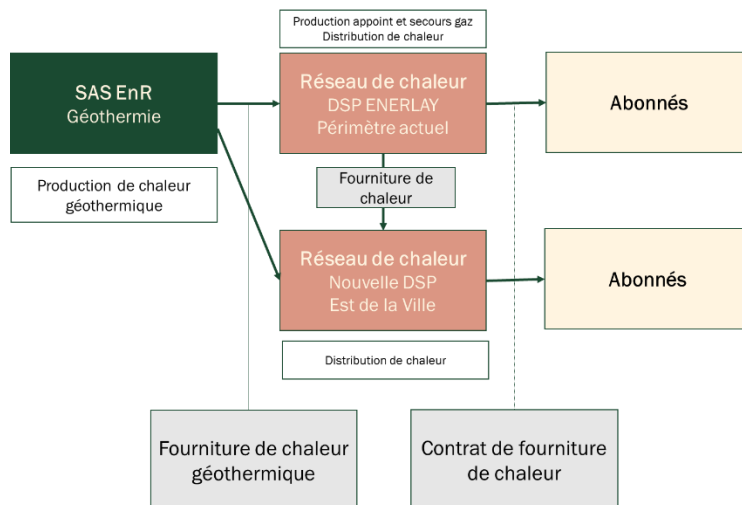 Production appoint et secours gaz
Distribution de chaleur
SAS EnR
Géothermie
Réseau de chaleur
DSP ENERLAY
Périmètre actuel
Abonnés
Production de chaleur
géothermique
Fourniture de
chaleur
Réseau de chaleur
Nouvelle DSP
Est de la Ville
Abonnés
Distribution de chaleur
Fourniture de chaleur
géothermique
Contrat de fourniture
de chaleur